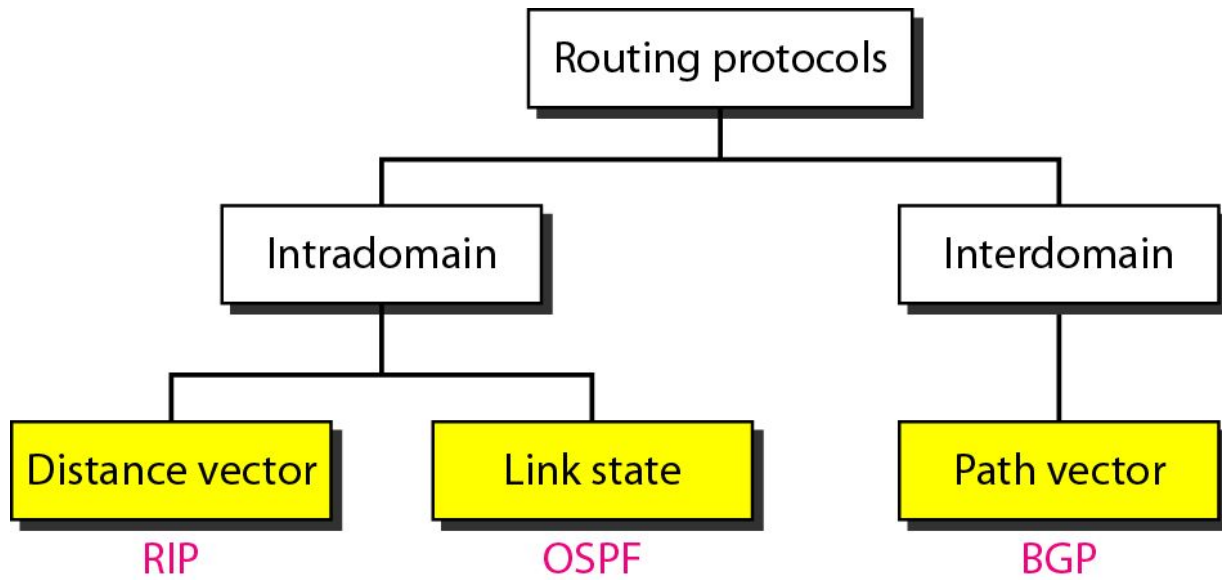 Routing protocols
Intradomain
Interdomain
Distance vector
Link state
Path vector
RIP
OSPF
BGP